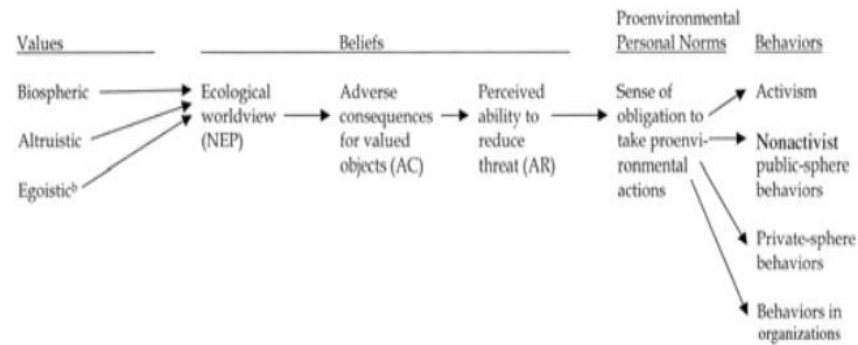 Values
Beliefs
Proenvironmental
Personal Norms
Behaviors
Biospheric
Altruistic
Egoisticᵇ
Ecological
worldview
(NEP)
Adverse
consequences
for valued
objects (AC)
Perceived
ability to
reduce
threat (AR)
Sense of
obligation to
take proenvi-
ronmental
actions
Activism
Nonactivist
public-sphere
behaviors
Private-sphere
behaviors
Behaviors in
organizations